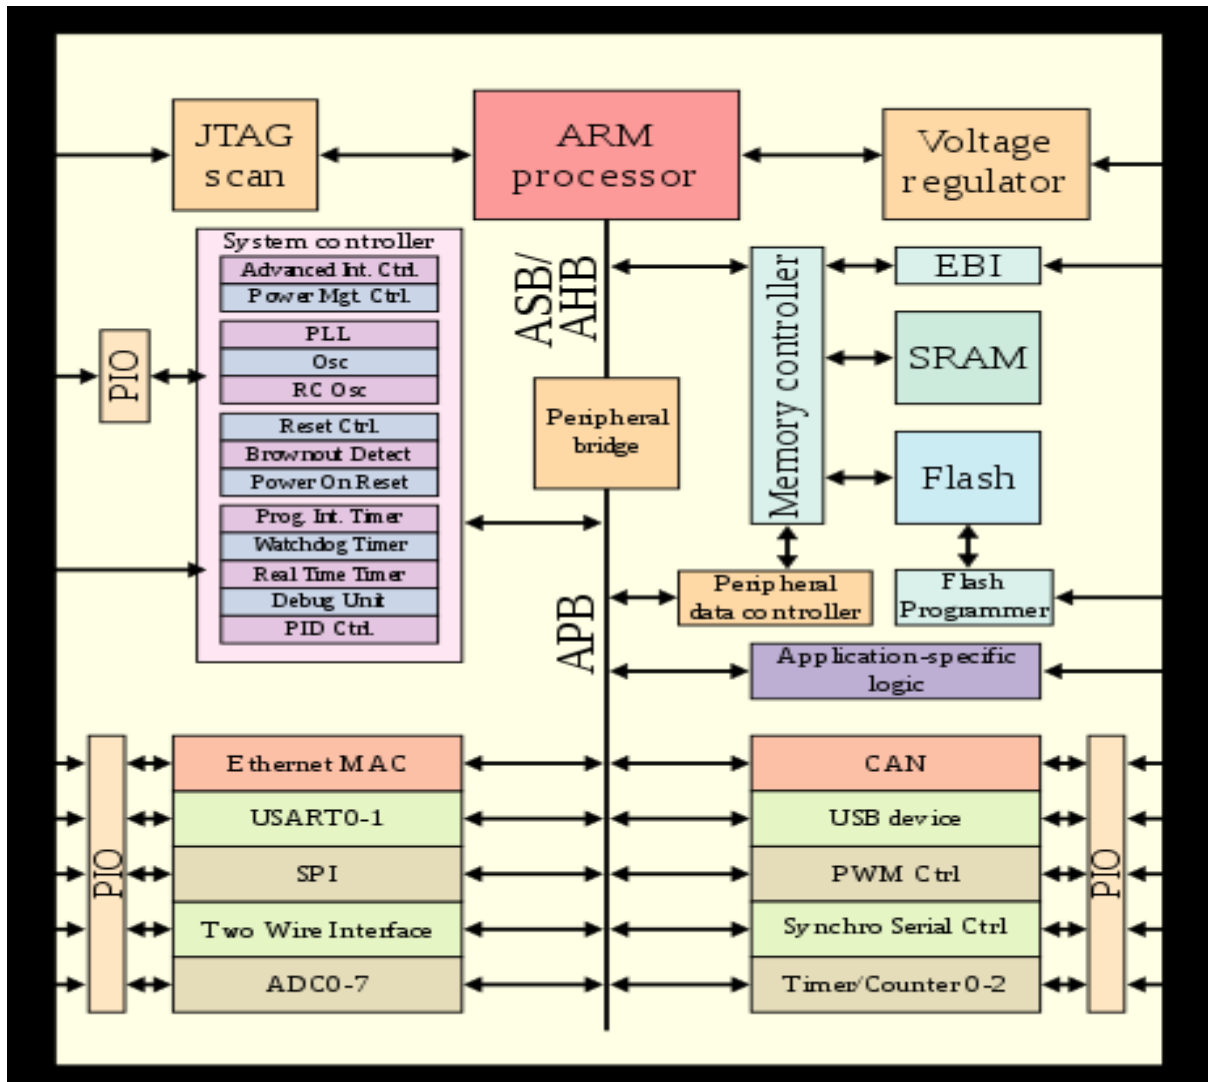 JTAG
scan
ARM
processor
Voltage
regulator
System controller
Advanced Int. Ctrl.
Power Mgt. Ctrl.
PLL
Osc
RC Osc
Reset Ctrl.
Brownout Detect
Power On Reset
Prog. Int. Timer
Watchdog Timer
Real Time Timer
Debug Unit
PID Ctrl.
PIO
ASB/
AHB
Peripheral
bridge
APB
Memory controller
EBI
SRAM
Flash
Peripheral
data controller
Flash
Programmer
Application-specific
logic
PIO
Ethernet MAC
USART0-1
SPI
Two Wire Interface
ADC0-7
CAN
USB device
PWM Ctrl
Synchro Serial Ctrl
Timer/Counter 0-2
PIO